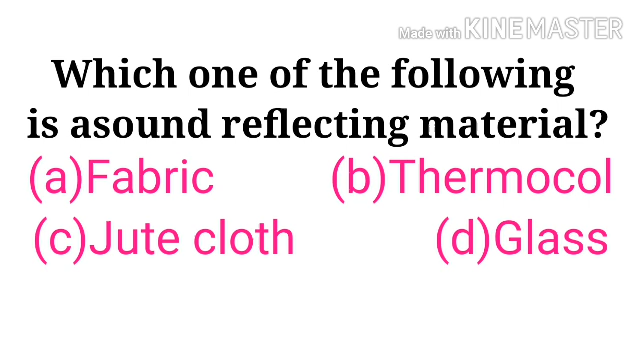 Made with KINEMASTER
Which one of the following
is asound reflecting material?
(a)Fabric (b)Thermocol
(c)Jute cloth (d)Glass